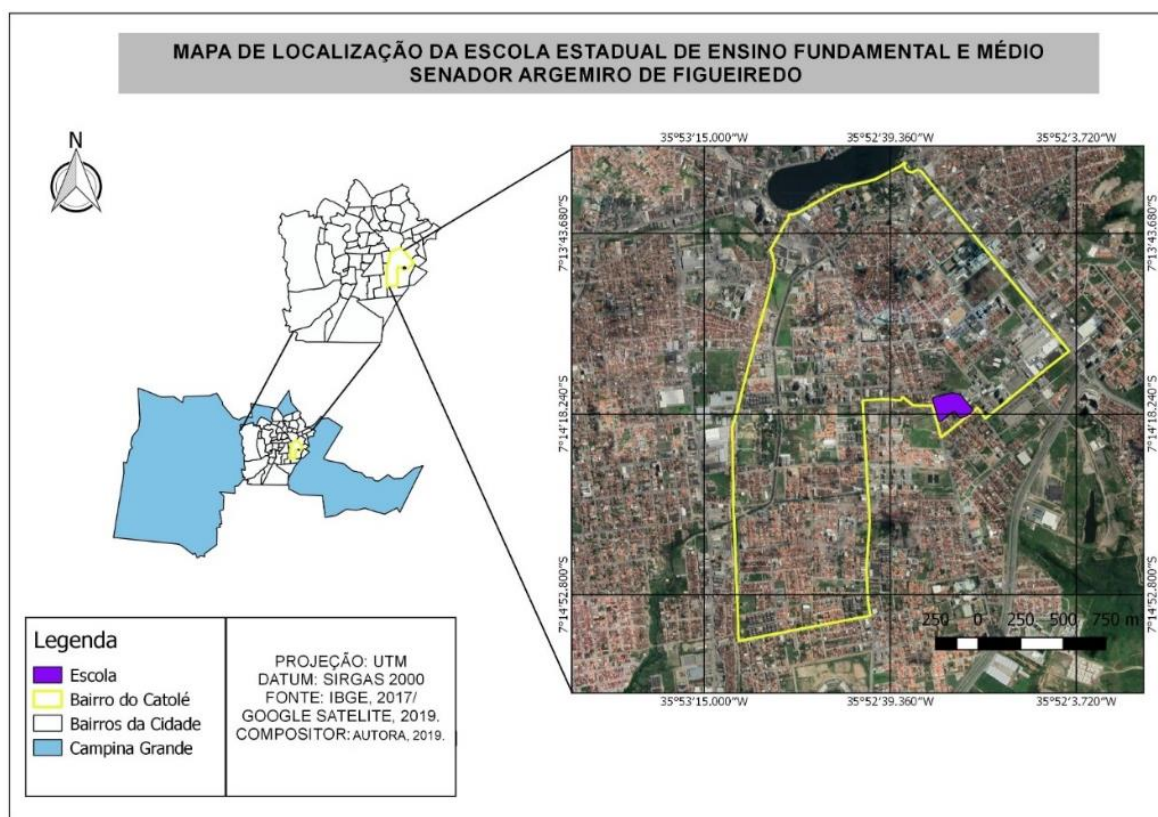 MAPA DE LOCALIZAÇÃO DA ESCOLA ESTADUAL DE ENSINO FUNDAMENTAL E MÉDIO
SENADOR ARGEMIRO DE FIGUEIREDO
N
35°53'15.000"W 35°52'39.360"W 35°52'3.720"W
7°13'43.680"S 7°13'43.680"S
7°14'18.240"S 7°14'18.240"S
7°14'52.800"S 7°14'52.800"S
250 0 250 500 750 m
35°53'15.000"W 35°52'39.360"W 35°52'3.720"W
Legenda
Escola
Bairro do Catolé
Bairros da Cidade
Campina Grande
PROJEÇÃO: UTM
DATUM: SIRGAS 2000
FONTE: IBGE, 2017/
GOOGLE SATELITE, 2019.
COMPOSITOR: AUTORA, 2019.